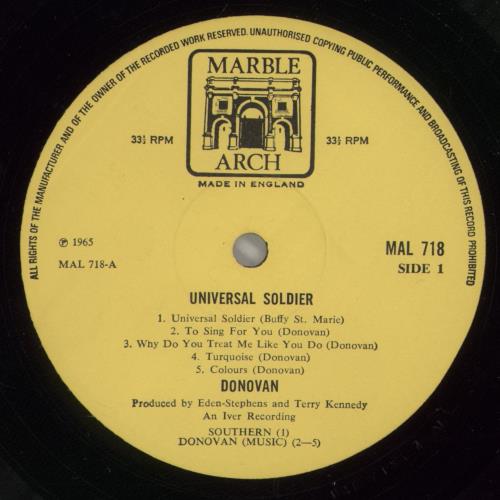 ALL RIGHTS OF THE MANUFACTURER AND OF THE OWNER OF THE RECORDED WORK RESERVED. UNAUTHORISED COPYING PUBLIC PERFORMANCE AND BROADCASTING OF THIS RECORD PROHIBITED
MARBLE
33⅓ RPM 33⅓ RPM
ARCH
MADE IN ENGLAND
℗ 1965 MAL 718
MAL 718-A SIDE 1
UNIVERSAL SOLDIER
1. Universal Soldier (Buffy St. Marie)
2. To Sing For You (Donovan)
3. Why Do You Treat Me Like You Do (Donovan)
4. Turquoise (Donovan)
5. Colours (Donovan)
DONOVAN
Produced by Eden-Stephens and Terry Kennedy
An Iver Recording
SOUTHERN (1)
DONOVAN (MUSIC) (2—5)